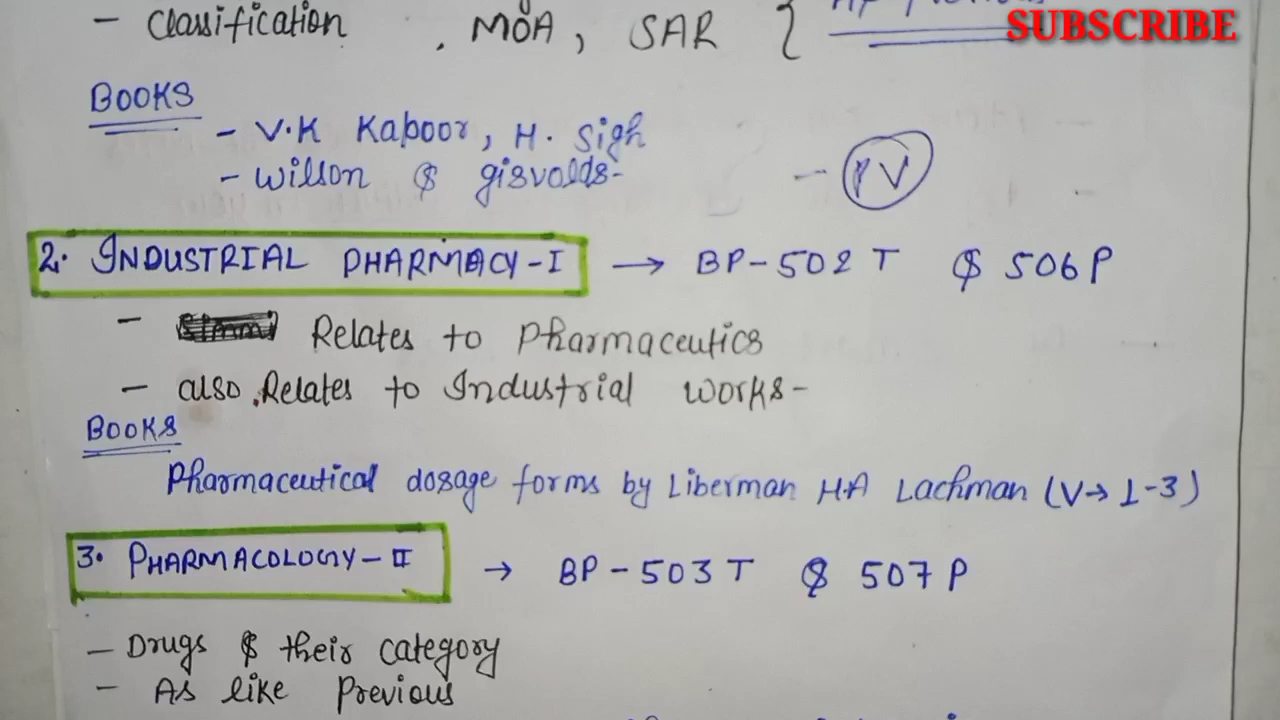 - Classification, MOA, SAR {
SUBSCRIBE
BOOKS
- V.K Kapoor, H. Sigh
- Wilson & gisvolds-
- IV
2. INDUSTRIAL PHARMACY-I → BP-502 T & 506 P
- Relates to Pharmaceutics
- also Relates to Industrial works-
BOOKS
Pharmaceutical dosage forms by Liberman H.A Lachman (V→ 1-3)
3. PHARMACOLOGY-II → BP-503 T & 507 P
- Drugs & their category
- As like Previous